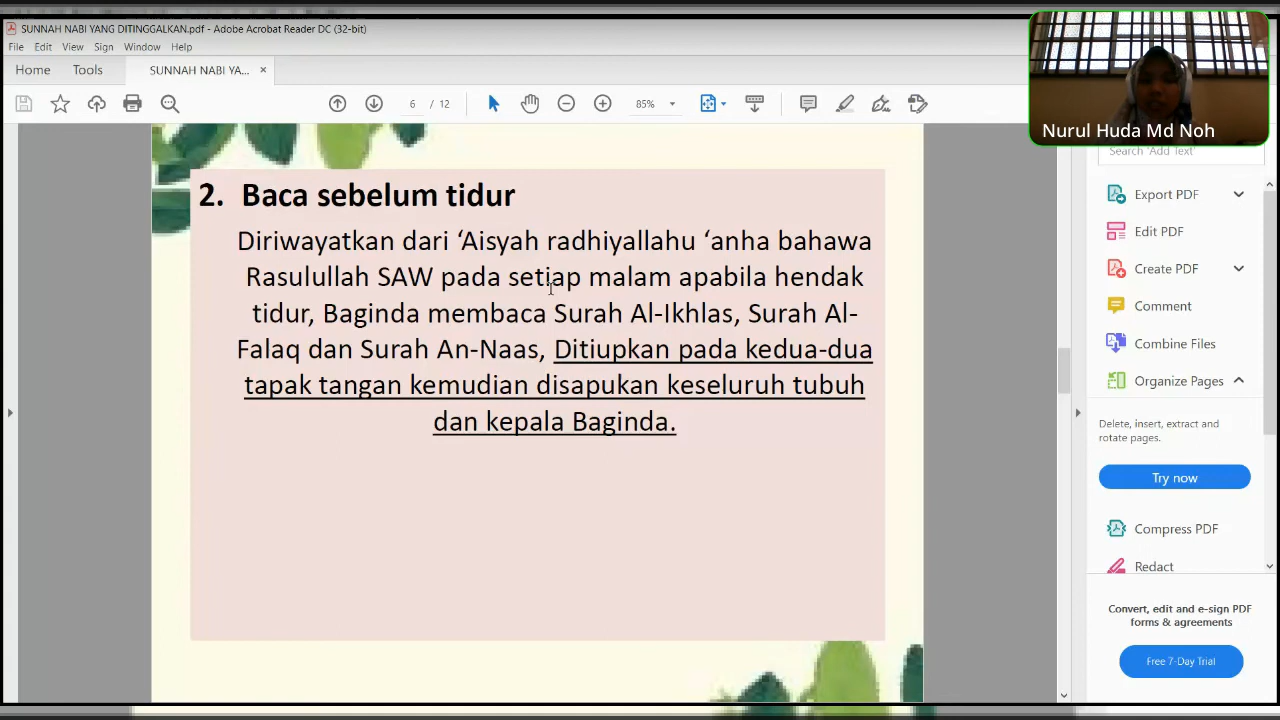 SUNNAH NABI YANG DITINGGALKAN.pdf - Adobe Acrobat Reader DC (32-bit)
File Edit View Sign Window Help
Home Tools SUNNAH NABI YA... ×
6 / 12 85%
Nurul Huda Md Noh
Search 'Add Text'
2. Baca sebelum tidur
Diriwayatkan dari ‘Aisyah radhiyallahu ‘anha bahawa
Rasulullah SAW pada setiap malam apabila hendak
tidur, Baginda membaca Surah Al-Ikhlas, Surah Al-
Falaq dan Surah An-Naas, Ditiupkan pada kedua-dua
tapak tangan kemudian disapukan keseluruh tubuh
dan kepala Baginda.
Export PDF
Edit PDF
Create PDF
Comment
Combine Files
Organize Pages
Delete, insert, extract and
rotate pages.
Try now
Compress PDF
Redact
Convert, edit and e-sign PDF
forms & agreements
Free 7-Day Trial